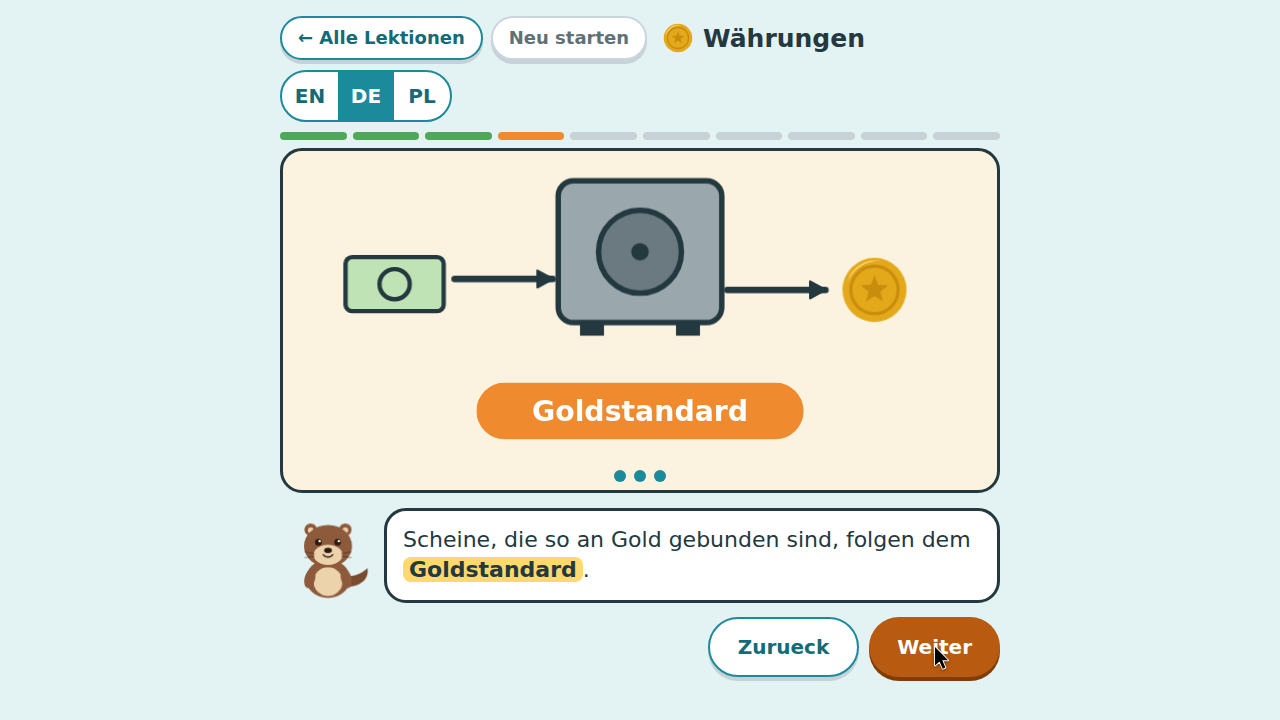 ← Alle Lektionen
Neu starten
Währungen
EN DE PL
Goldstandard
Scheine, die so an Gold gebunden sind, folgen dem
Goldstandard.
Zurueck
Weiter